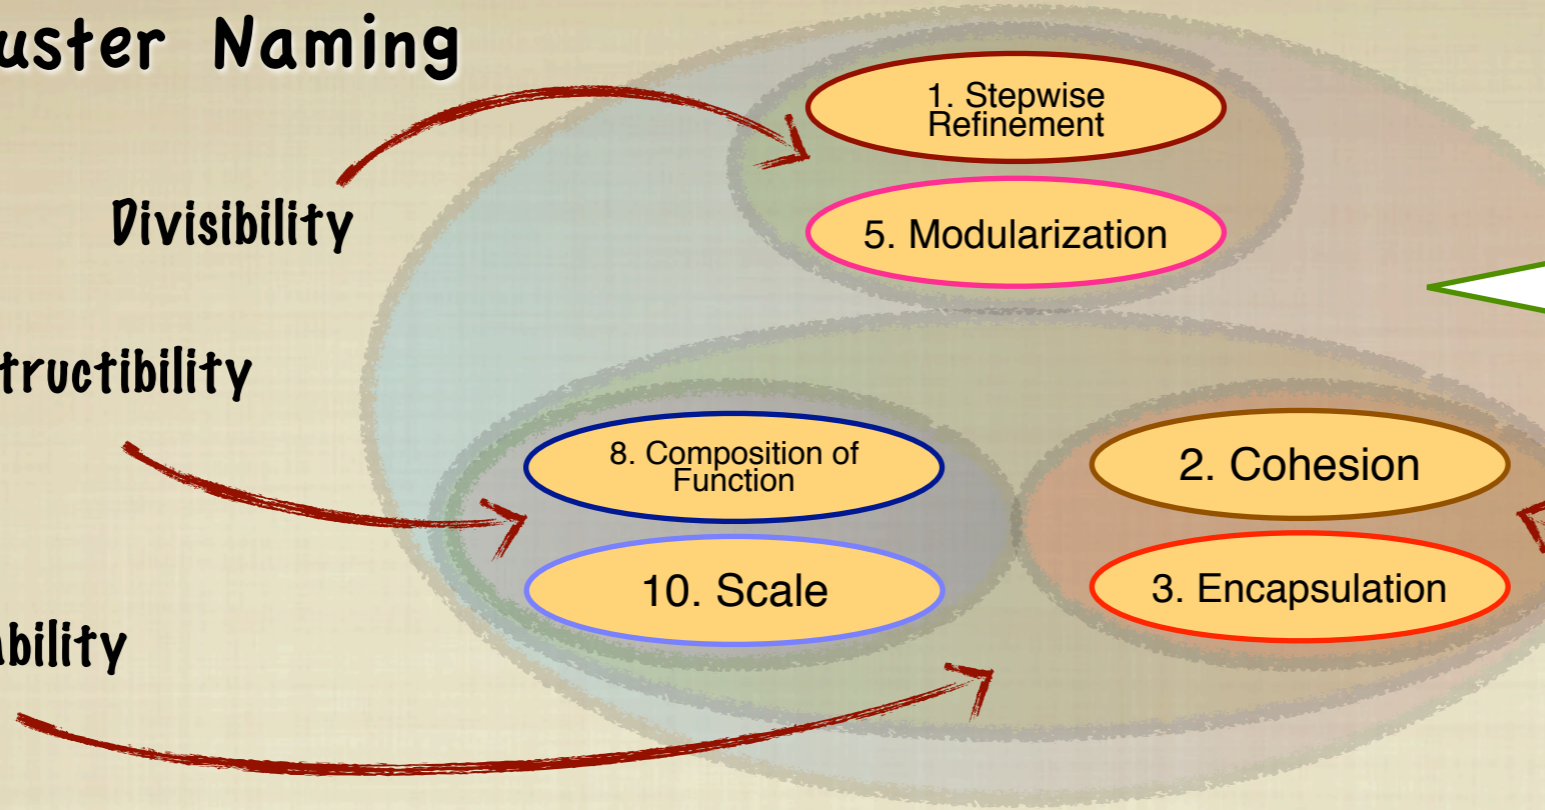 uster Naming
1. Stepwise
Refinement
Divisibility
5. Modularization
tructibility
8. Composition of
Function
2. Cohesion
10. Scale
3. Encapsulation
ability